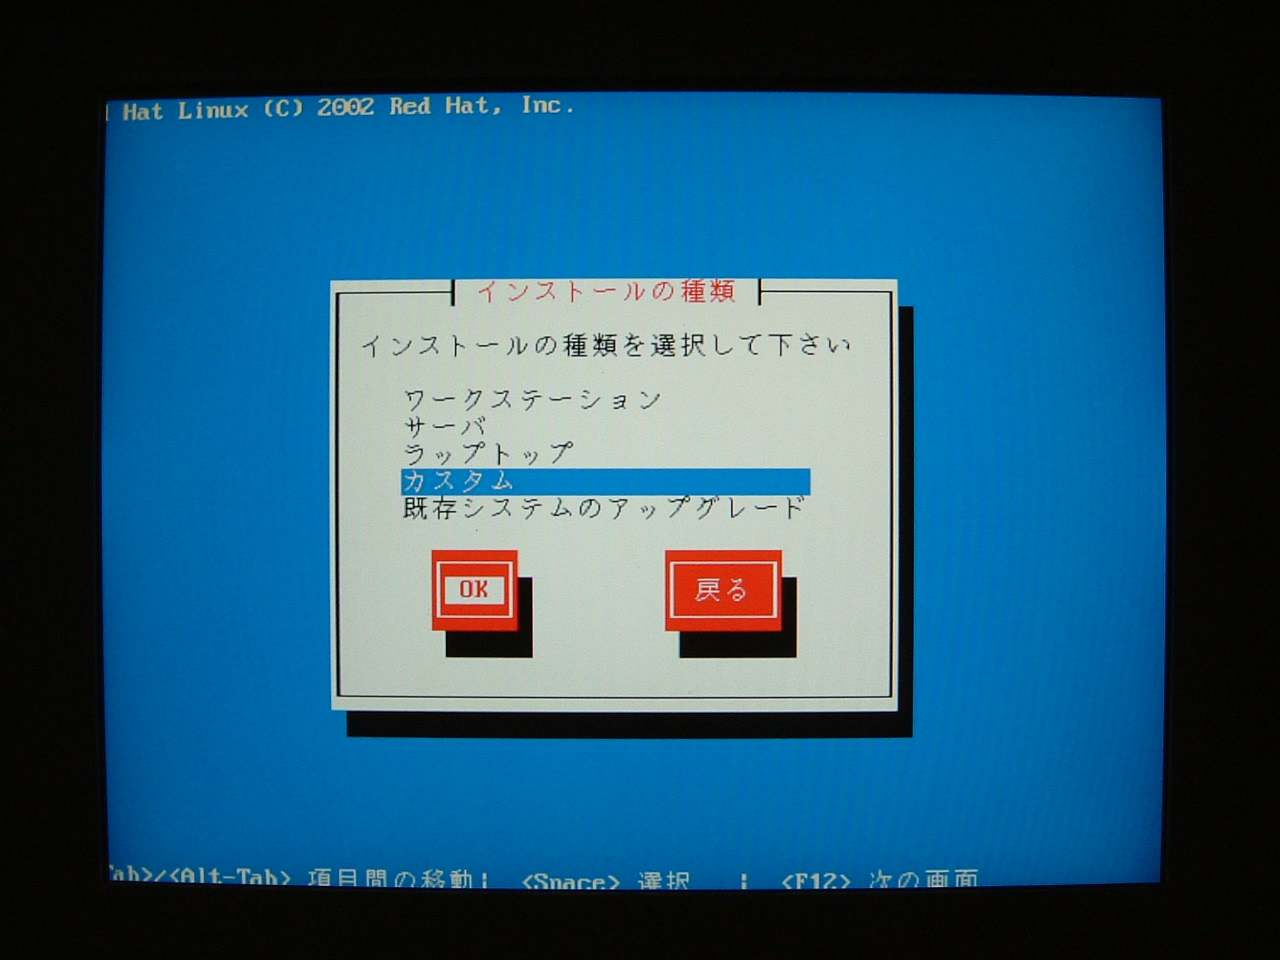 Hat Linux (C) 2002 Red Hat, Inc.
インストールの種類
インストールの種類を選択して下さい
ワークステーション
サーバ
ラップトップ
カスタム
既存システムのアップグレード
OK 戻る
<Alt-Tab> 項目間の移動| <Space> 選択 | <F12> 次の画面